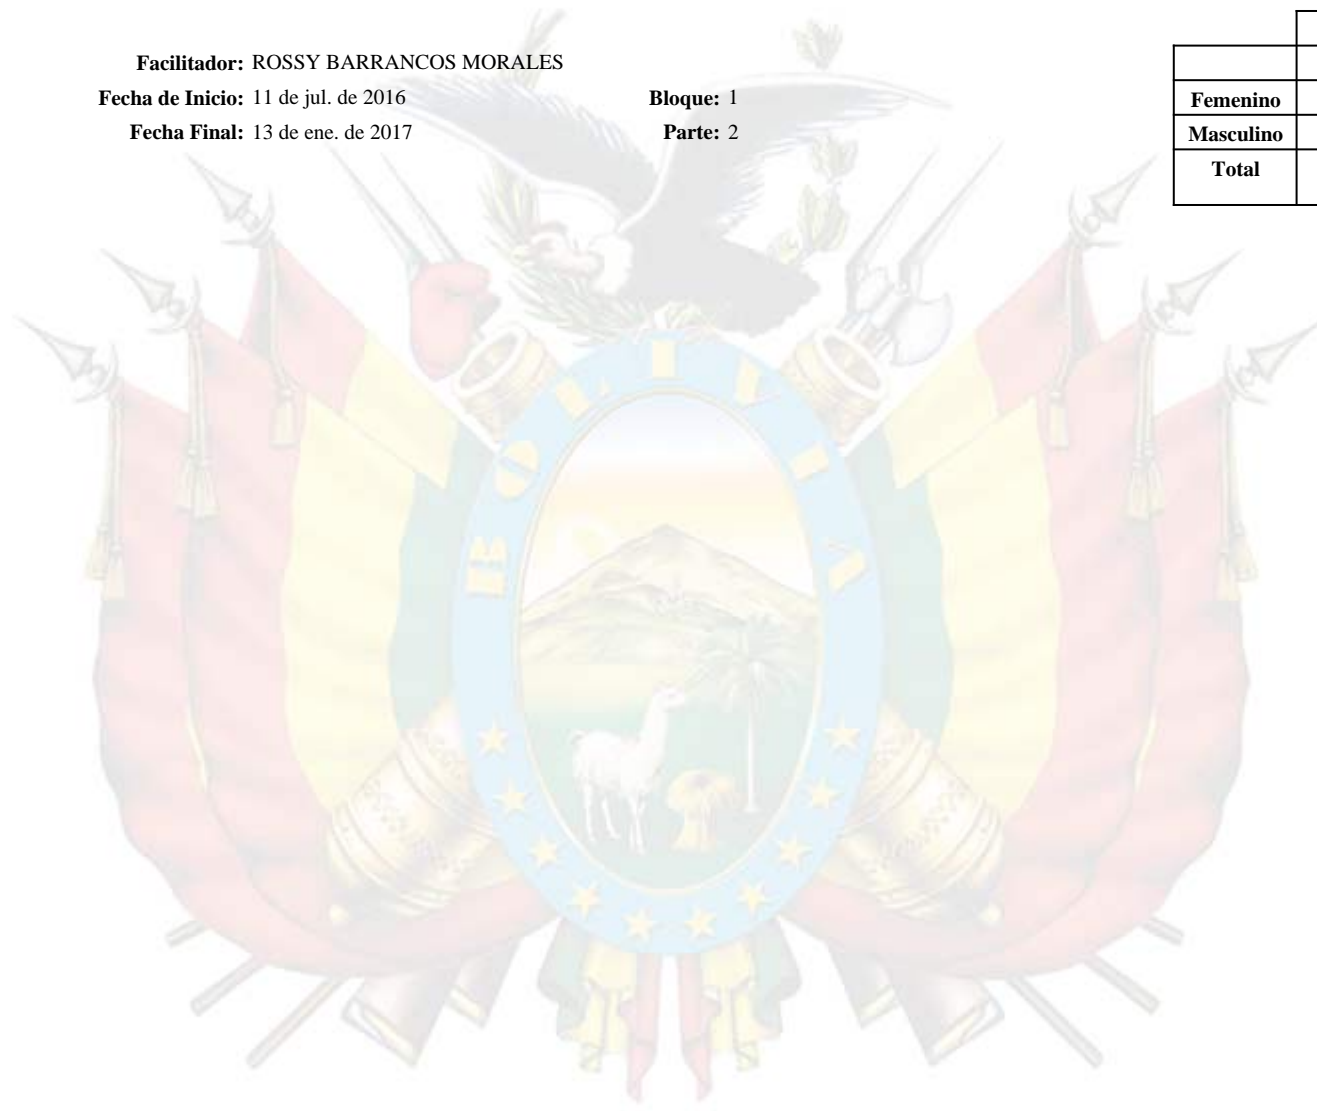 Facilitador: ROSSY BARRANCOS MORALES
Fecha de Inicio: 11 de jul. de 2016 Bloque: 1
Fecha Final: 13 de ene. de 2017 Parte: 2
Femenino
Masculino
Total
BOLIVIA